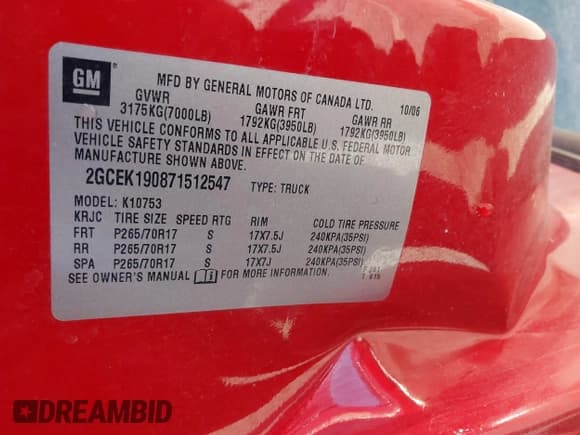 GM
MFD BY GENERAL MOTORS OF CANADA LTD. 10/06
GVWR GAWR FRT GAWR RR
3175KG(7000LB) 1792KG(3950LB) 1792KG(3950LB)
THIS VEHICLE CONFORMS TO ALL APPLICABLE U.S. FEDERAL MOTOR
VEHICLE SAFETY STANDARDS IN EFFECT ON THE DATE OF
MANUFACTURE SHOWN ABOVE.
2GCEK190871512547 TYPE: TRUCK
MODEL: K10753
KRJC TIRE SIZE SPEED RTG RIM COLD TIRE PRESSURE
FRT P265/70R17 S 17X7.5J 240KPA(35PSI)
RR P265/70R17 S 17X7.5J 240KPA(35PSI)
SPA P265/70R17 S 17X7J 240KPA(35PSI)
SEE OWNER'S MANUAL FOR MORE INFORMATION.
DREAMBID